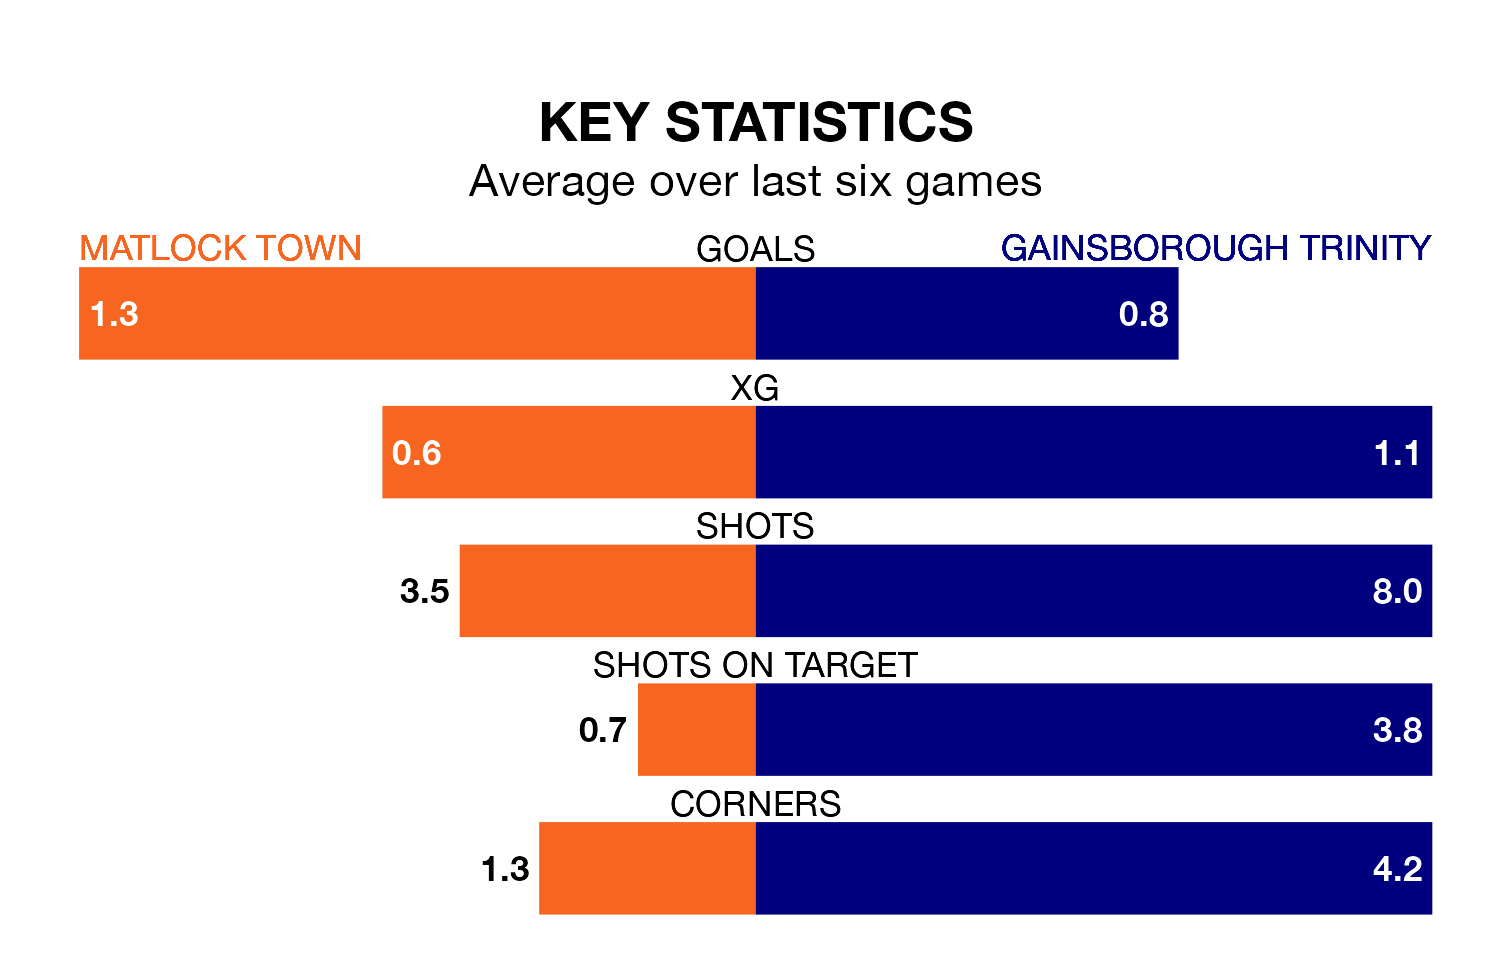 KEY STATISTICS
Average over last six games
MATLOCK TOWN GOALS GAINSBOROUGH TRINITY
1.3 0.8
XG
0.6 1.1
SHOTS
3.5 8.0
SHOTS ON TARGET
0.7 3.8
CORNERS
1.3 4.2